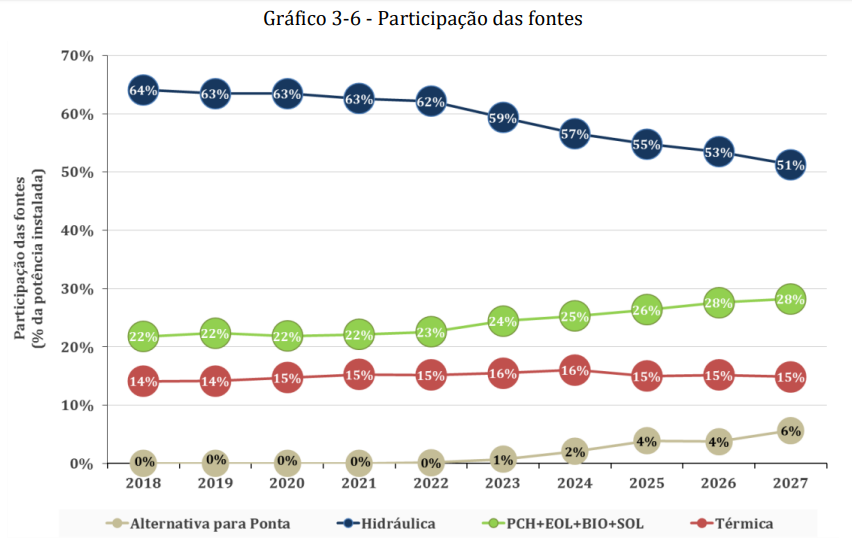 Gráfico 3-6 - Participação das fontes
Participação das fontes
(% da potência instalada)
70%
60%
50%
40%
30%
20%
10%
0%
64% 63% 63% 63% 62% 59% 57% 55% 53% 51%
22% 22% 22% 22% 23% 24% 25% 26% 28% 28%
14% 14% 15% 15% 15% 16% 16% 15% 15% 15%
0% 0% 0% 0% 0% 1% 2% 4% 4% 6%
2018 2019 2020 2021 2022 2023 2024 2025 2026 2027
Alternativa para Ponta Hidráulica PCH+EOL+BIO+SOL Térmica